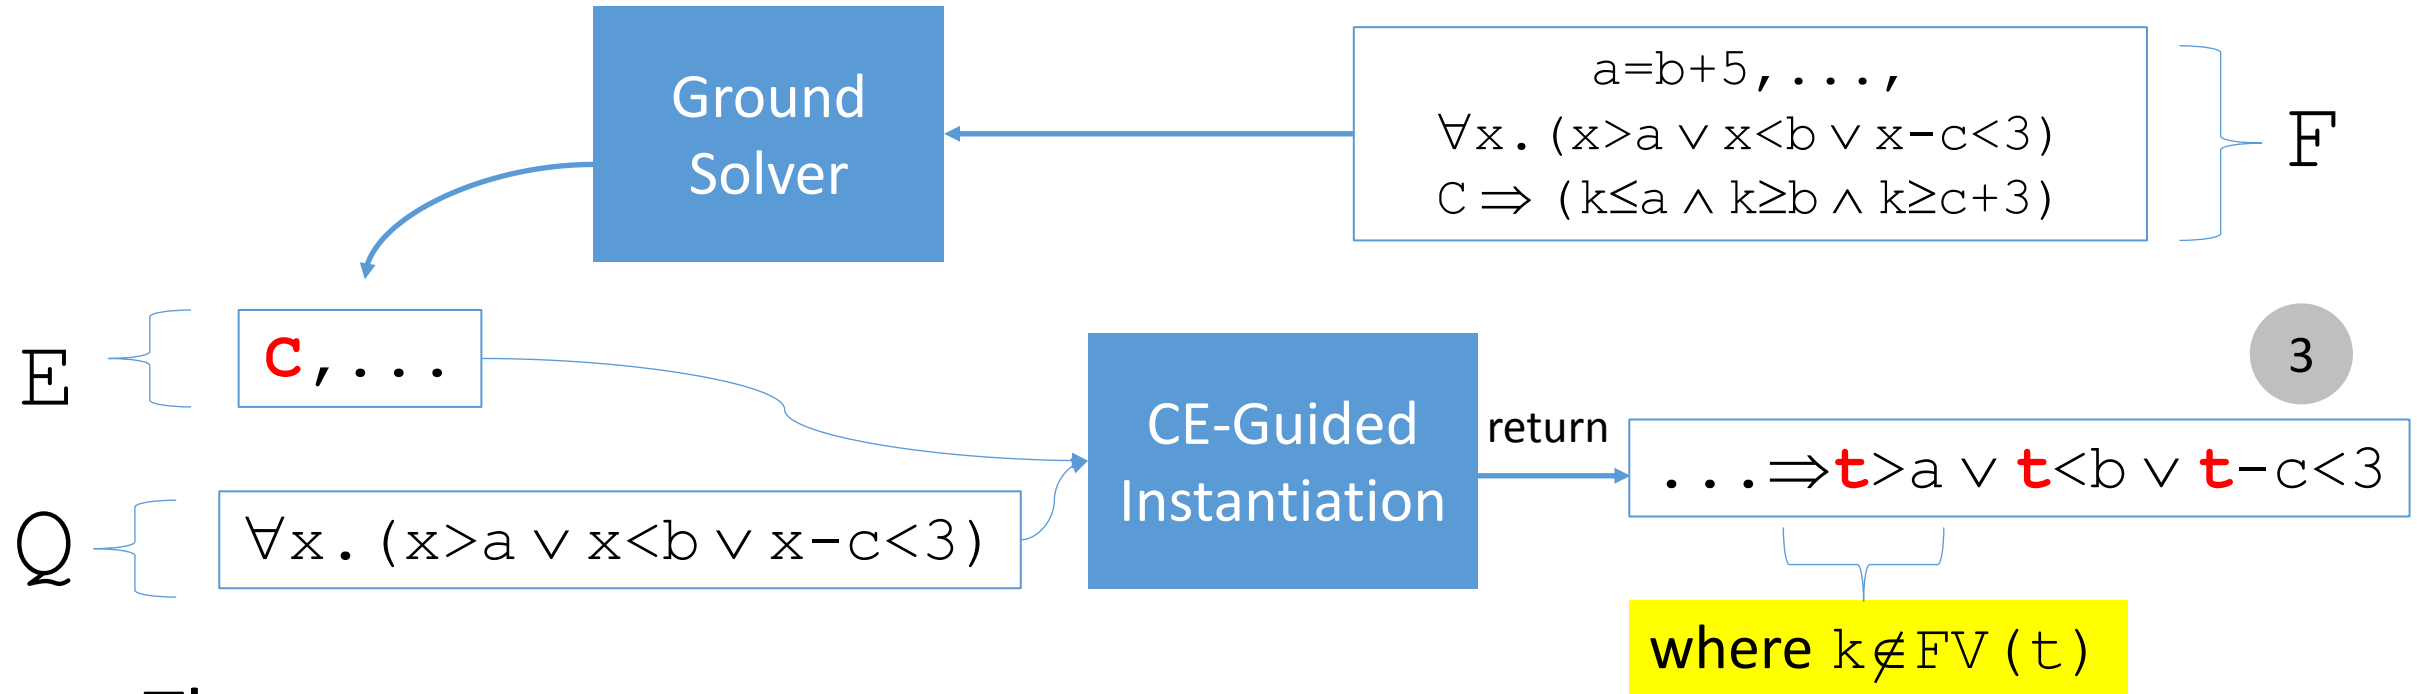 Ground
Solver
a=b+5,...,
∀x.(x>a ∨ x<b ∨ x-c<3)
C ⇒ (k≤a ∧ k≥b ∧ k≥c+3)
F
E
C,...
3
CE-Guided
Instantiation
return
...⇒t>a ∨ t<b ∨ t-c<3
Q
∀x.(x>a ∨ x<b ∨ x-c<3)
where k∉FV(t)